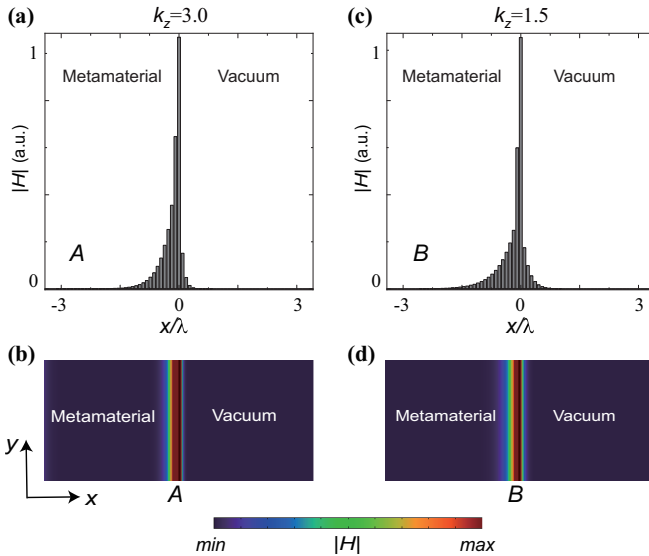 (a) k_z=3.0
1
Metamaterial Vacuum
|H| (a.u.)
A
0
-3 0 3
x/λ
(c) k_z=1.5
1
Metamaterial Vacuum
|H| (a.u.)
B
0
-3 0 3
x/λ
(b)
Metamaterial Vacuum
y
x
A
(d)
Metamaterial Vacuum
B
min |H| max